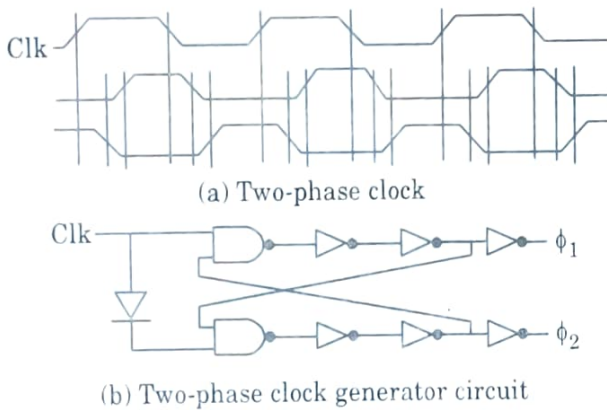 Clk
(a) Two-phase clock
Clk
ϕ1
ϕ2
(b) Two-phase clock generator circuit